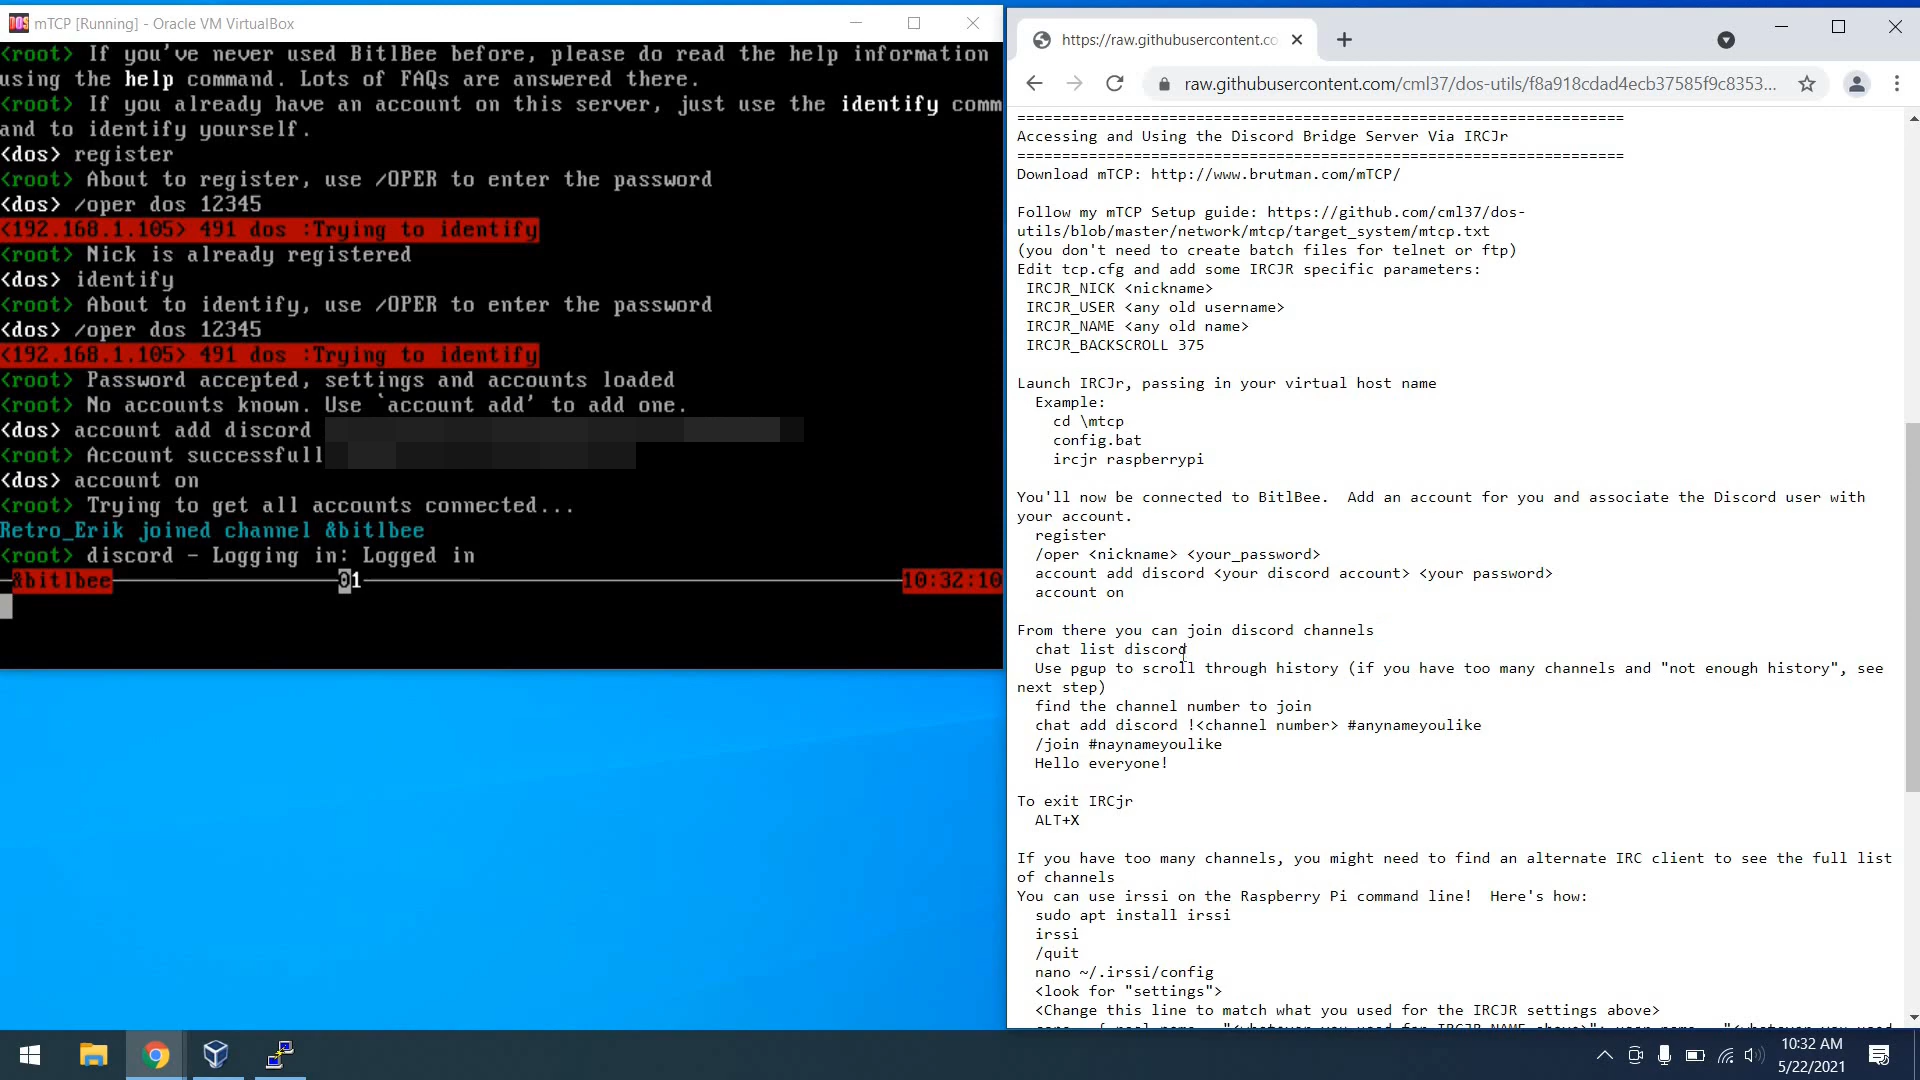 mTCP [Running] - Oracle VM VirtualBox
<root> If you've never used BitlBee before, please do read the help information
using the help command. Lots of FAQs are answered there.
<root> If you already have an account on this server, just use the identify comm
and to identify yourself.
<dos> register
<root> About to register, use /OPER to enter the password
<dos> /oper dos 12345
<192.168.1.105> 491 dos :Trying to identify
<root> Nick is already registered
<dos> identify
<root> About to identify, use /OPER to enter the password
<dos> /oper dos 12345
<192.168.1.105> 491 dos :Trying to identify
<root> Password accepted, settings and accounts loaded
<root> No accounts known. Use `account add' to add one.
<dos> account add discord
<root> Account successfull
<dos> account on
<root> Trying to get all accounts connected...
Retro_Erik joined channel &bitlbee
<root> discord - Logging in: Logged in
&bitlbee 01 10:32:10
https://raw.githubusercontent.co
raw.githubusercontent.com/cml37/dos-utils/f8a918cdad4ecb37585f9c8353...
====================================================================
Accessing and Using the Discord Bridge Server Via IRCJr
====================================================================
Download mTCP: http://www.brutman.com/mTCP/
Follow my mTCP Setup guide: https://github.com/cml37/dos-
utils/blob/master/network/mtcp/target_system/mtcp.txt
(you don't need to create batch files for telnet or ftp)
Edit tcp.cfg and add some IRCJR specific parameters:
IRCJR_NICK <nickname>
IRCJR_USER <any old username>
IRCJR_NAME <any old name>
IRCJR_BACKSCROLL 375
Launch IRCJr, passing in your virtual host name
Example:
cd \mtcp
config.bat
ircjr raspberrypi
You'll now be connected to BitlBee.  Add an account for you and associate the Discord user with
your account.
register
/oper <nickname> <your_password>
account add discord <your discord account> <your password>
account on
From there you can join discord channels
chat list discord
Use pgup to scroll through history (if you have too many channels and "not enough history", see
next step)
find the channel number to join
chat add discord !<channel number> #anynameyoulike
/join #naynameyoulike
Hello everyone!
To exit IRCjr
ALT+X
If you have too many channels, you might need to find an alternate IRC client to see the full list
of channels
You can use irssi on the Raspberry Pi command line!  Here's how:
sudo apt install irssi
irssi
/quit
nano ~/.irssi/config
<look for "settings">
<Change this line to match what you used for the IRCJR settings above>
10:32 AM
5/22/2021